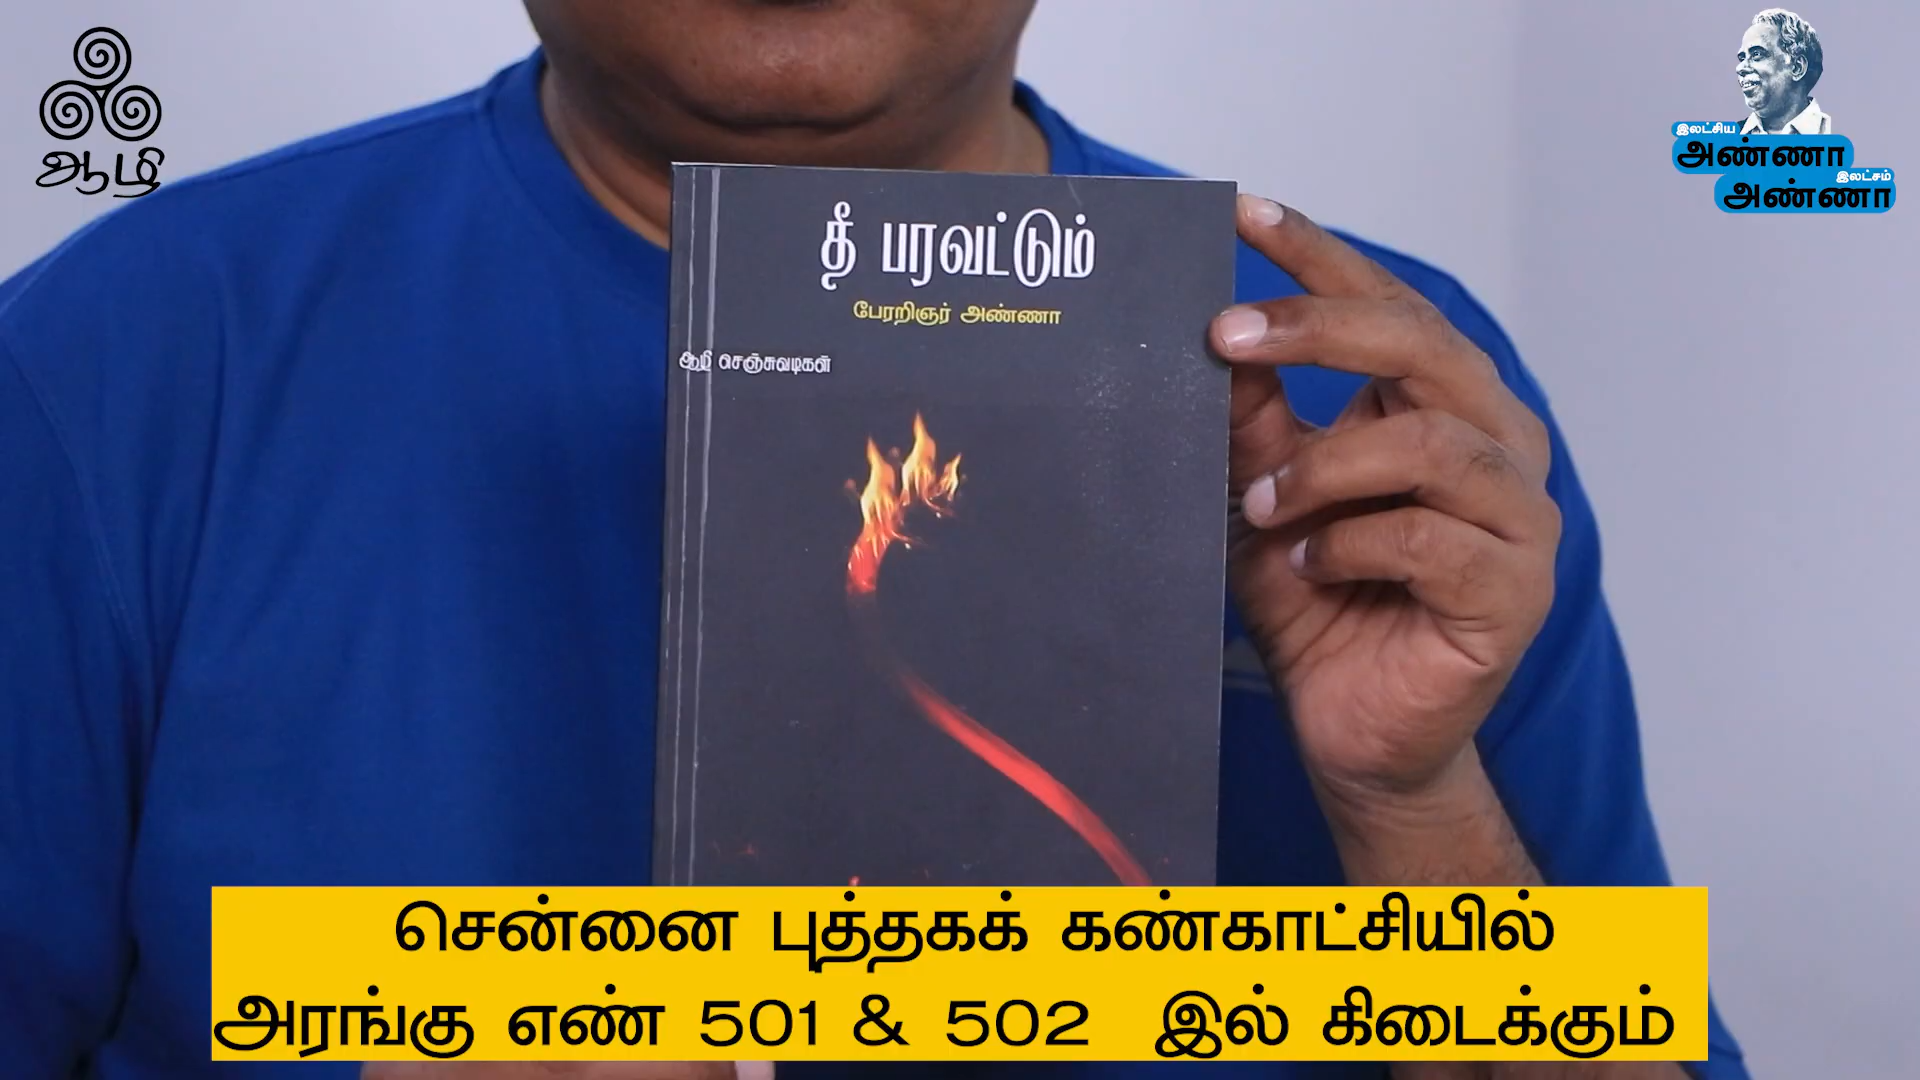 ஆழி
இலட்சிய
அண்ணா
இலட்சம்
அண்ணா
தீ பரவட்டும்
பேரறிஞர் அண்ணா
ஆழி செஞ்சுவடிகள்
சென்னை புத்தகக் கண்காட்சியில்
அரங்கு எண் 501 & 502 இல் கிடைக்கும்